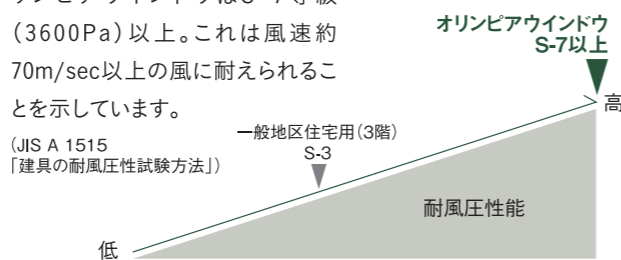 (3600Pa)以上。これは風速約
70m/sec以上の風に耐えられるこ
とを示しています。
(JIS A 1515
「建具の耐風圧性試験方法」)
オリンピアウインドウ
S-7以上
高
一般地区住宅用(3階)
S-3
耐風圧性能
低